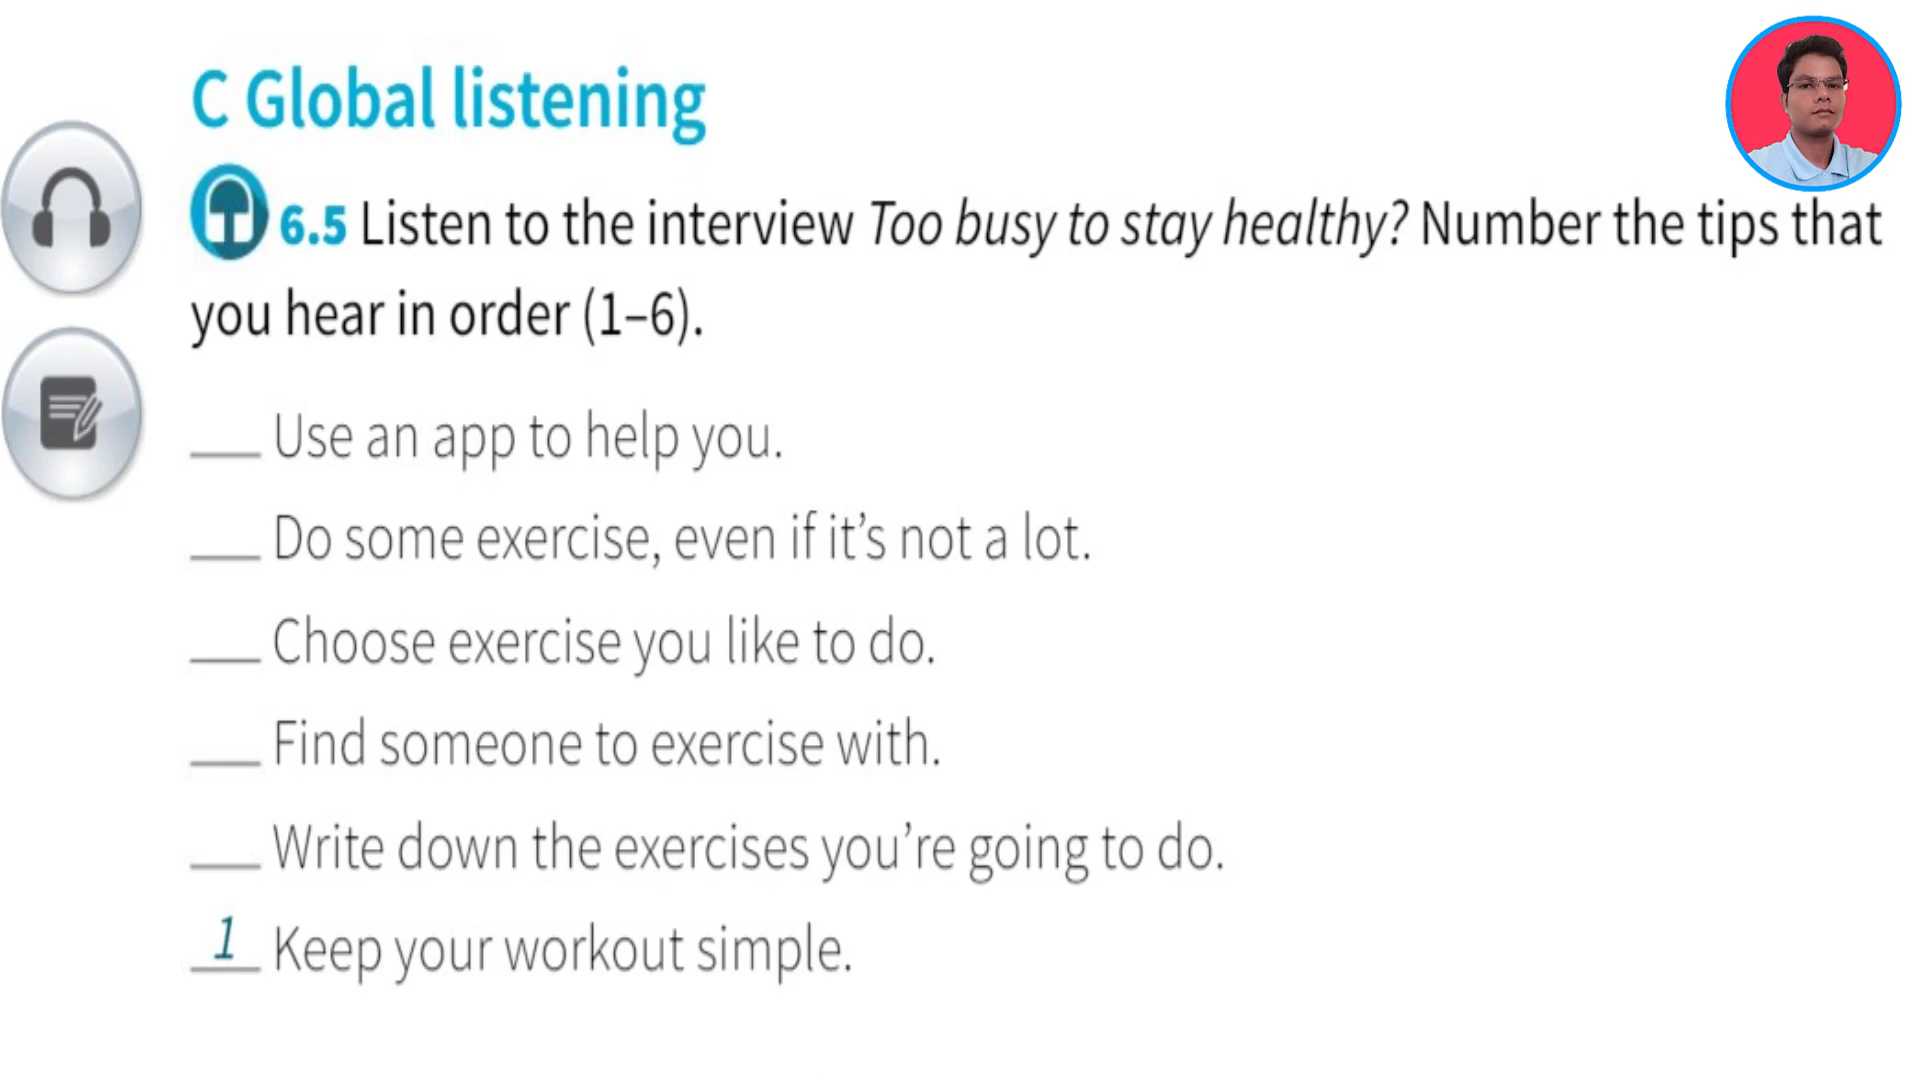 C Global listening
6.5 Listen to the interview Too busy to stay healthy? Number the tips that
you hear in order (1–6).
___ Use an app to help you.
___ Do some exercise, even if it’s not a lot.
___ Choose exercise you like to do.
___ Find someone to exercise with.
___ Write down the exercises you’re going to do.
1 Keep your workout simple.